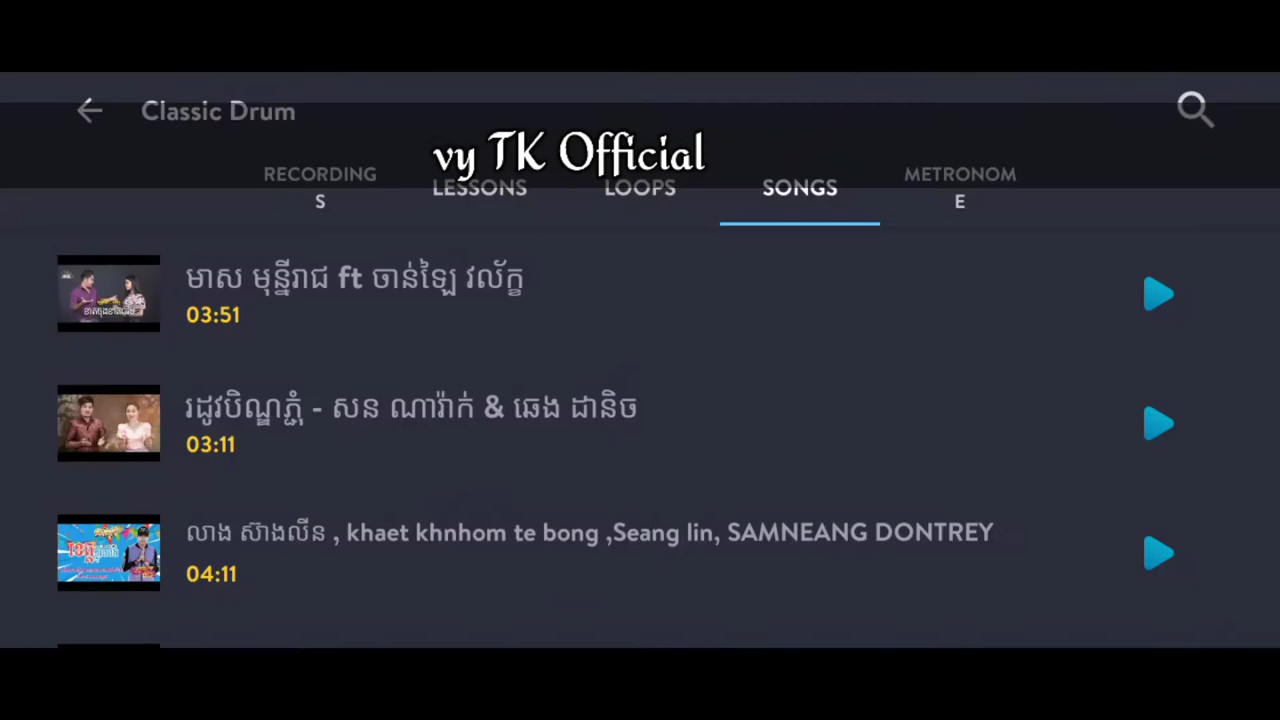 Classic Drum
vy TK Official
RECORDING
S
LESSONS
LOOPS
SONGS
METRONOM
E
មាស មុន្នីរាជ ft ចាន់ឡៃ វល័ក្ខ
03:51
រដូវបិណ្ឌភ្ជុំ - សន ណារ៉ាក់ & ឆេង ដានិច
03:11
លាង ស៊ាងលីន , khaet khnhom te bong ,Seang lin, SAMNEANG DONTREY
04:11